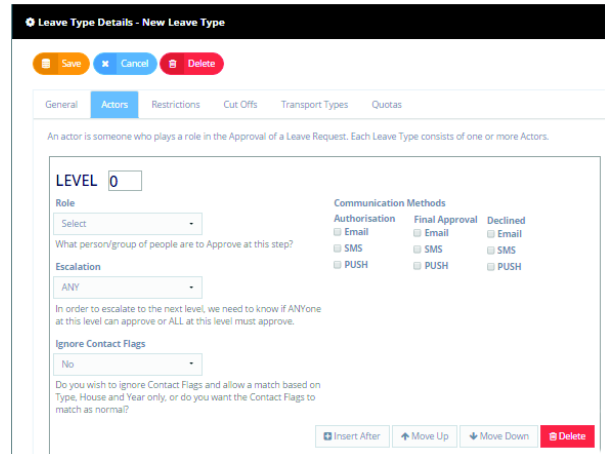 Leave Type Details - New Leave Type
Save Cancel Delete
General Actors Restrictions Cut Offs Transport Types Quotas
An actor is someone who plays a role in the Approval of a Leave Request. Each Leave Type consists of one or more Actors.
LEVEL 0
Role
Select
What person/group of people are to Approve at this step?
Escalation
ANY
In order to escalate to the next level, we need to know if ANYone
at this level can approve or ALL at this level must approve.
Ignore Contact Flags
No
Do you wish to ignore Contact Flags and allow a match based on
Type, House and Year only, or do you want the Contact Flags to
match as normal?
Communication Methods
Authorisation Final Approval Declined
Email Email Email
SMS SMS SMS
PUSH PUSH PUSH
Insert After Move Up Move Down Delete